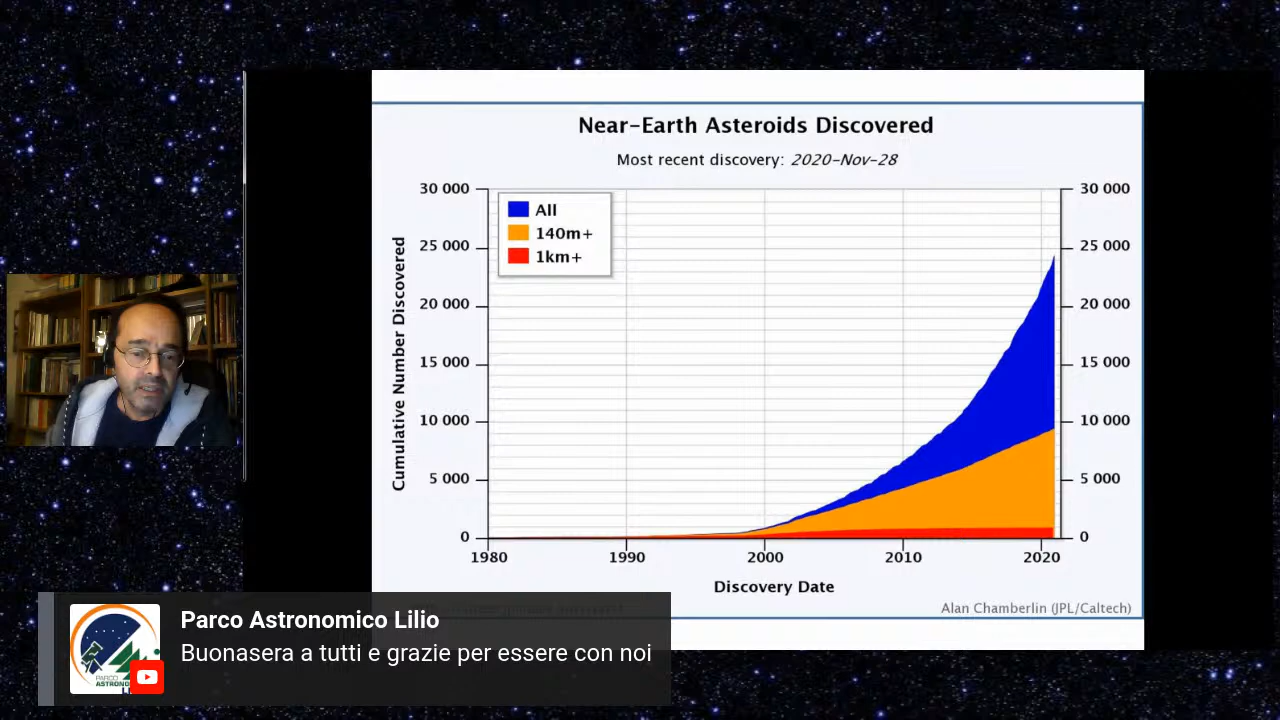 Near-Earth Asteroids Discovered
Most recent discovery: 2020-Nov-28
30 000
25 000
20 000
15 000
10 000
5 000
0
Cumulative Number Discovered
All
140m+
1km+
30 000
25 000
20 000
15 000
10 000
5 000
0
1980
1990
2000
2010
2020
Discovery Date
Alan Chamberlin (JPL/Caltech)
Parco Astronomico Lilio
Buonasera a tutti e grazie per essere con noi
PARCO